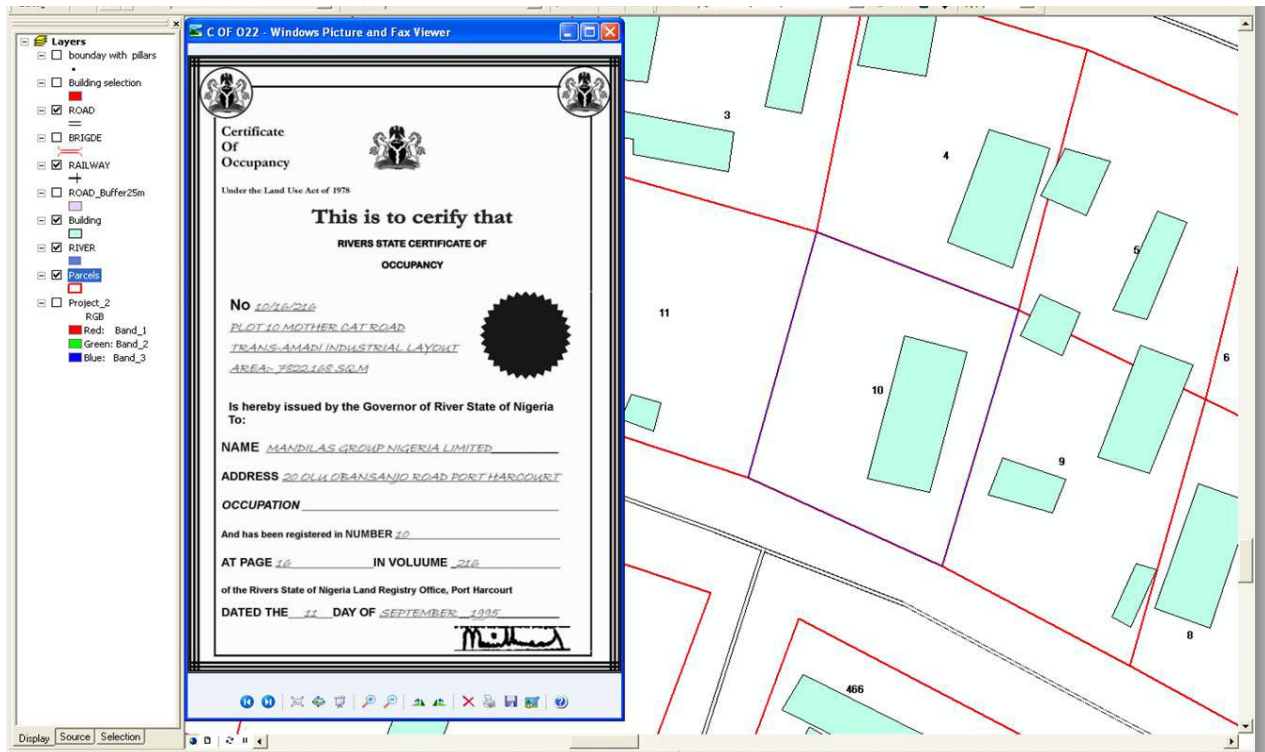 Layers
bounday with pillars
Building selection
ROAD
BRIGDE
RAILWAY
ROAD_Buffer25m
Building
RIVER
Parcels
Project_2
RGB
Red: Band_1
Green: Band_2
Blue: Band_3
Display Source Selection
C OF O22 - Windows Picture and Fax Viewer
Certificate
Of
Occupancy
Under the Land Use Act of 1978
This is to cerify that
RIVERS STATE CERTIFICATE OF
OCCUPANCY
No 10/16/216
PLOT 10 MOTHER CAT ROAD
TRANS-AMADI INDUSTRIAL LAYOUT
AREA:- 7822.168 SQ.M
Is hereby issued by the Governor of River State of Nigeria
To:
NAME MANDILAS GROUP NIGERIA LIMITED
ADDRESS 20 OLU OBANSANJO ROAD PORT HARCOURT
OCCUPATION
And has been registered in NUMBER 10
AT PAGE 16 IN VOLUUME 216
of the Rivers State of Nigeria Land Registry Office, Port Harcourt
DATED THE 11 DAY OF SEPTEMBER 1995
3
4
5
11
6
10
9
8
466